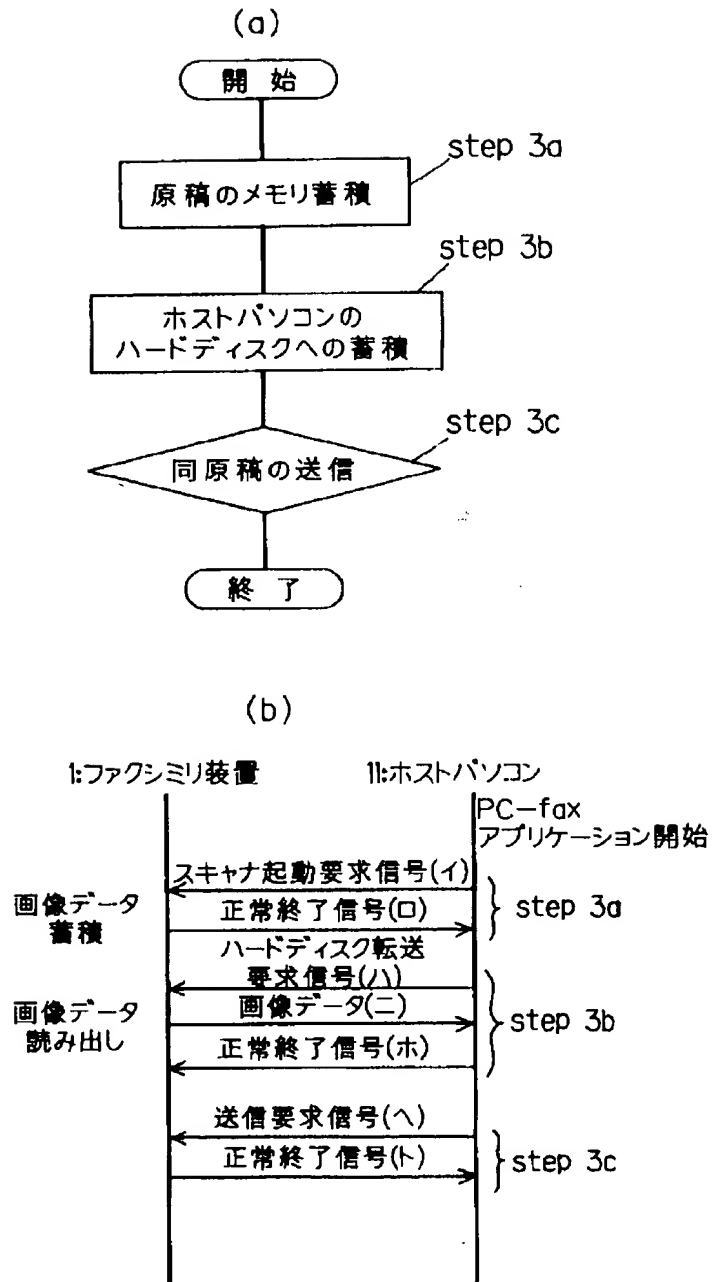 (a)
開 始
step 3a
原稿のメモリ蓄積
step 3b
ホストパソコンの
ハードディスクへの蓄積
step 3c
同原稿の送信
終 了
(b)
1:ファクシミリ装置
11:ホストパソコン
PC-fax
アプリケーション開始
スキャナ起動要求信号(イ)
画像データ
蓄積
正常終了信号(ロ)
step 3a
ハードディスク転送
要求信号(ハ)
画像データ
読み出し
画像データ(ニ)
step 3b
正常終了信号(ホ)
送信要求信号(ヘ)
正常終了信号(ト)
step 3c